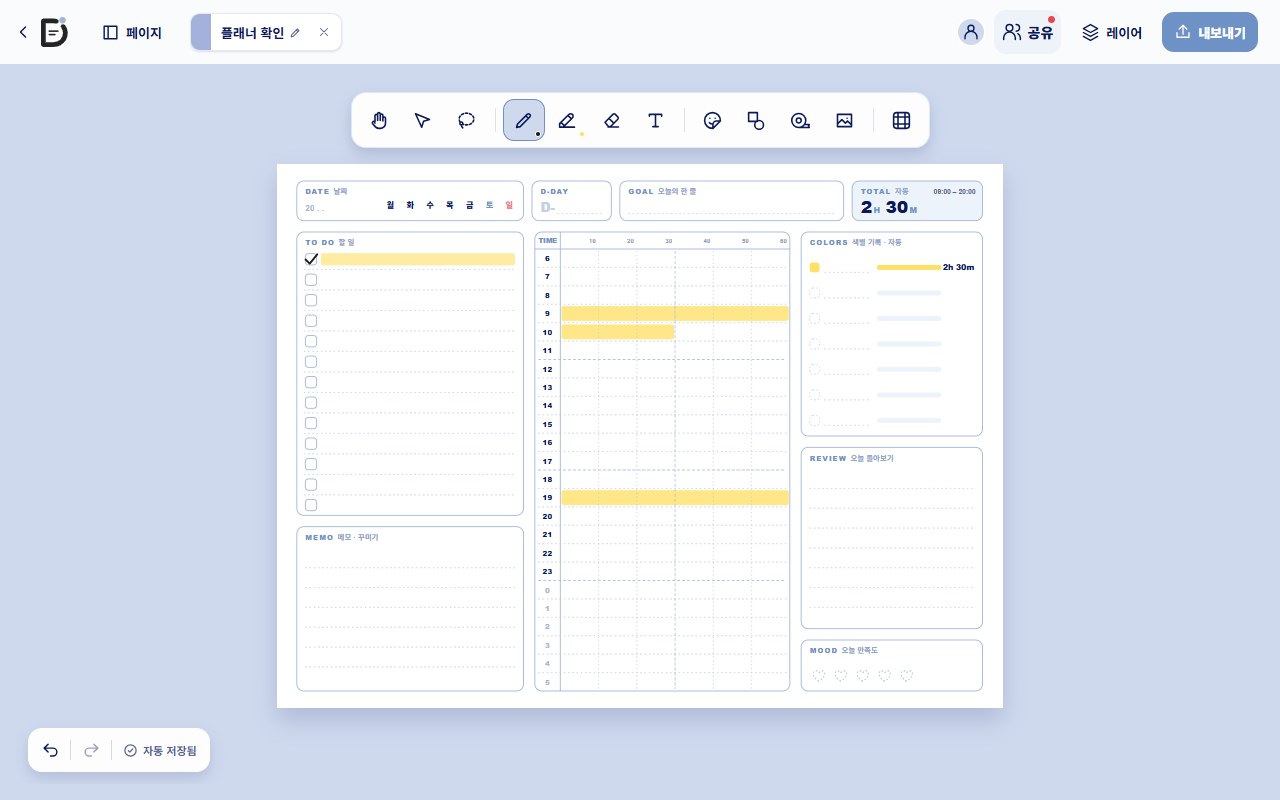 페이지
플래너 확인
공유
레이어
내보내기
DATE 날짜
20 . .
월 화 수 목 금 토 일
D-DAY
D-
GOAL 오늘의 한 줄
TOTAL 자동 08:00 – 20:00
2H 30M
TO DO 할 일
TIME 10 20 30 40 50 60
6
7
8
9
10
11
12
13
14
15
16
17
18
19
20
21
22
23
0
1
2
3
4
5
COLORS 색별 기록 · 자동
2h 30m
REVIEW 오늘 돌아보기
MEMO 메모 · 꾸미기
MOOD 오늘 만족도
자동 저장됨